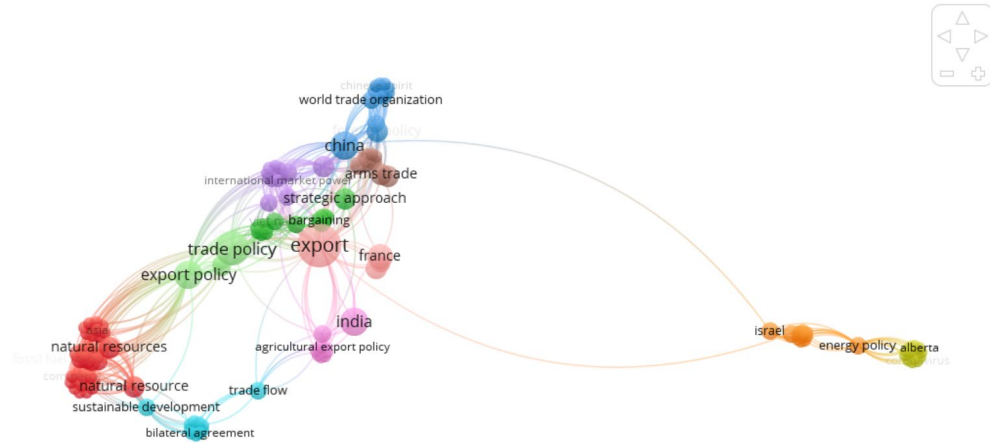 world trade organization
china
international market power
arms trade
strategic approach
bargaining
trade policy
export
france
export policy
india
israel
asia
natural resources
agricultural export policy
energy policy
alberta
natural resource
trade flow
sustainable development
bilateral agreement